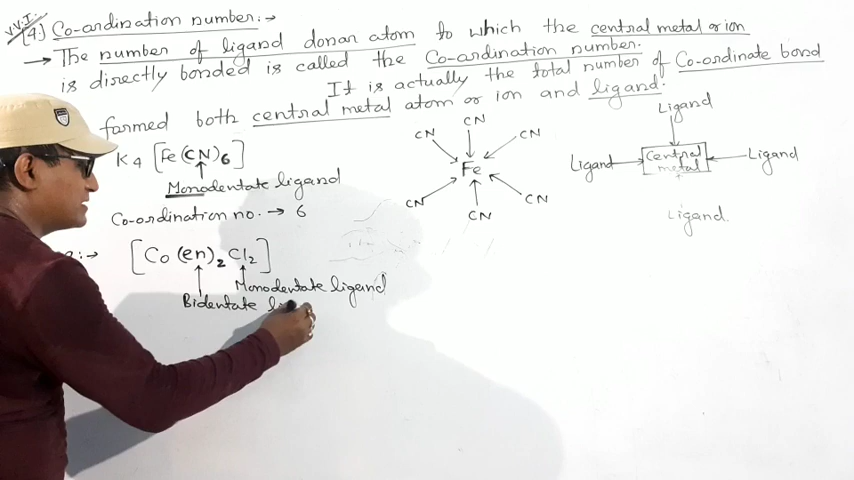 V.V.I.
(4.) Co-ordination number:→
→ The number of ligand donar atom to which the central metal or ion
is directly bonded is called the Co-ordination number.
It is actually the total number of Co-ordinate bond
formed both central metal atom or ion and ligand.
K4 [Fe(CN)6]
Monodentate ligand
Co-ordination no. → 6
:→ [Co (en)2 Cl2]
Monodentate ligand
Bidentate li
CN
CN
CN
Fe
CN
CN
CN
Ligand
Ligand
Central
metal
Ligand
Ligand.